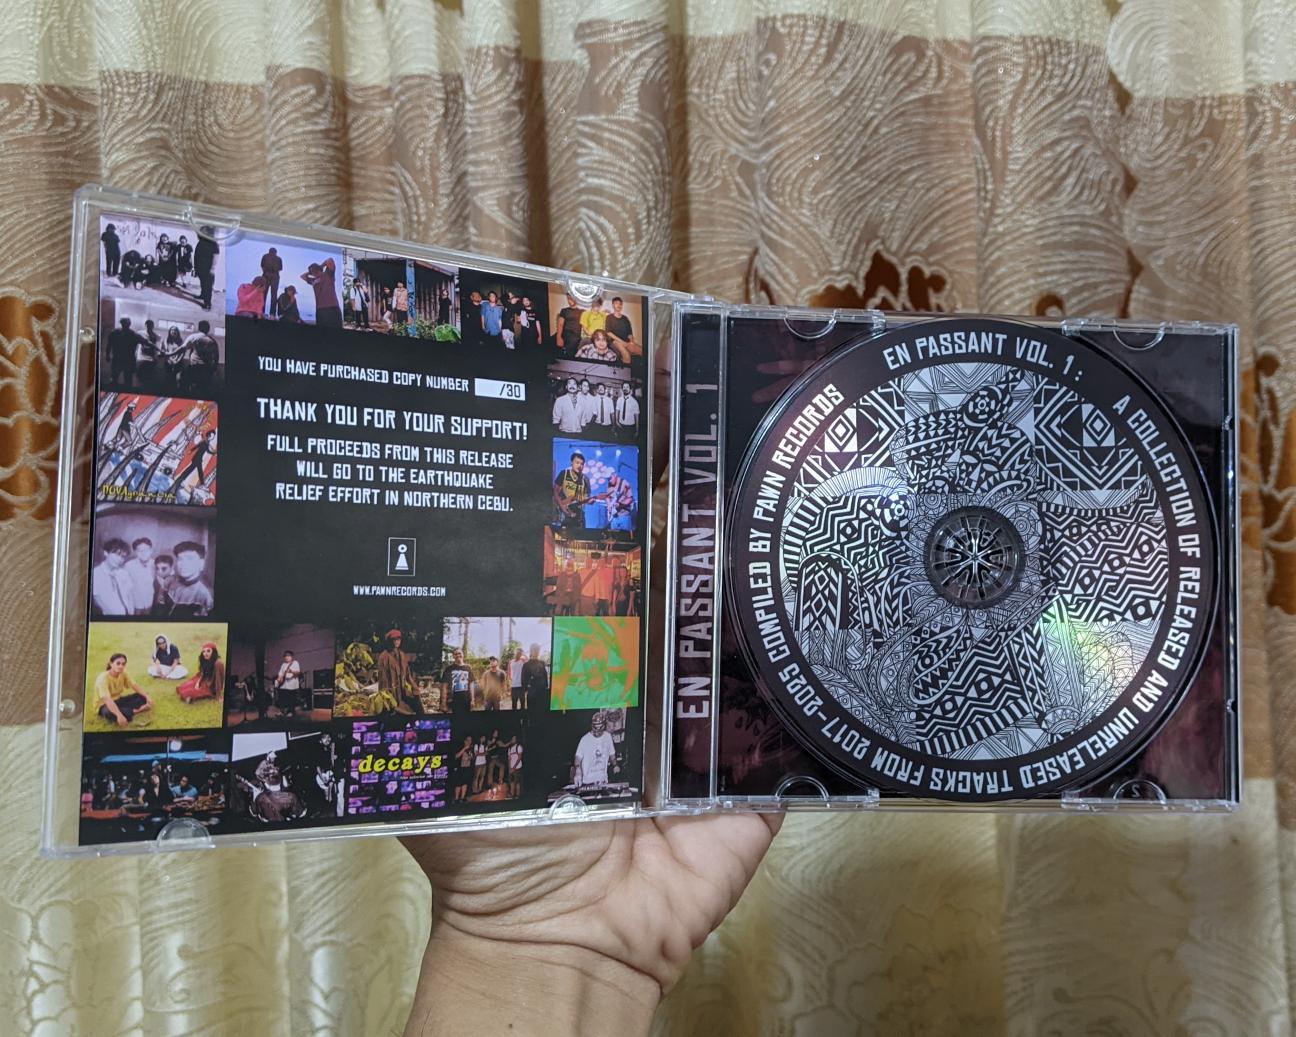 YOU HAVE PURCHASED COPY NUMBER /30
THANK YOU FOR YOUR SUPPORT!
FULL PROCEEDS FROM THIS RELEASE
WILL GO TO THE EARTHQUAKE
RELIEF EFFORT IN NORTHERN CEBU.
WWW.PAWNRECORDS.COM
decays
EN PASSANT VOL. 1
EN PASSANT VOL. 1 :
A COLLECTION OF RELEASED AND UNRELEASED TRACKS FROM 2017-2025 COMPILED BY PAWN RECORDS